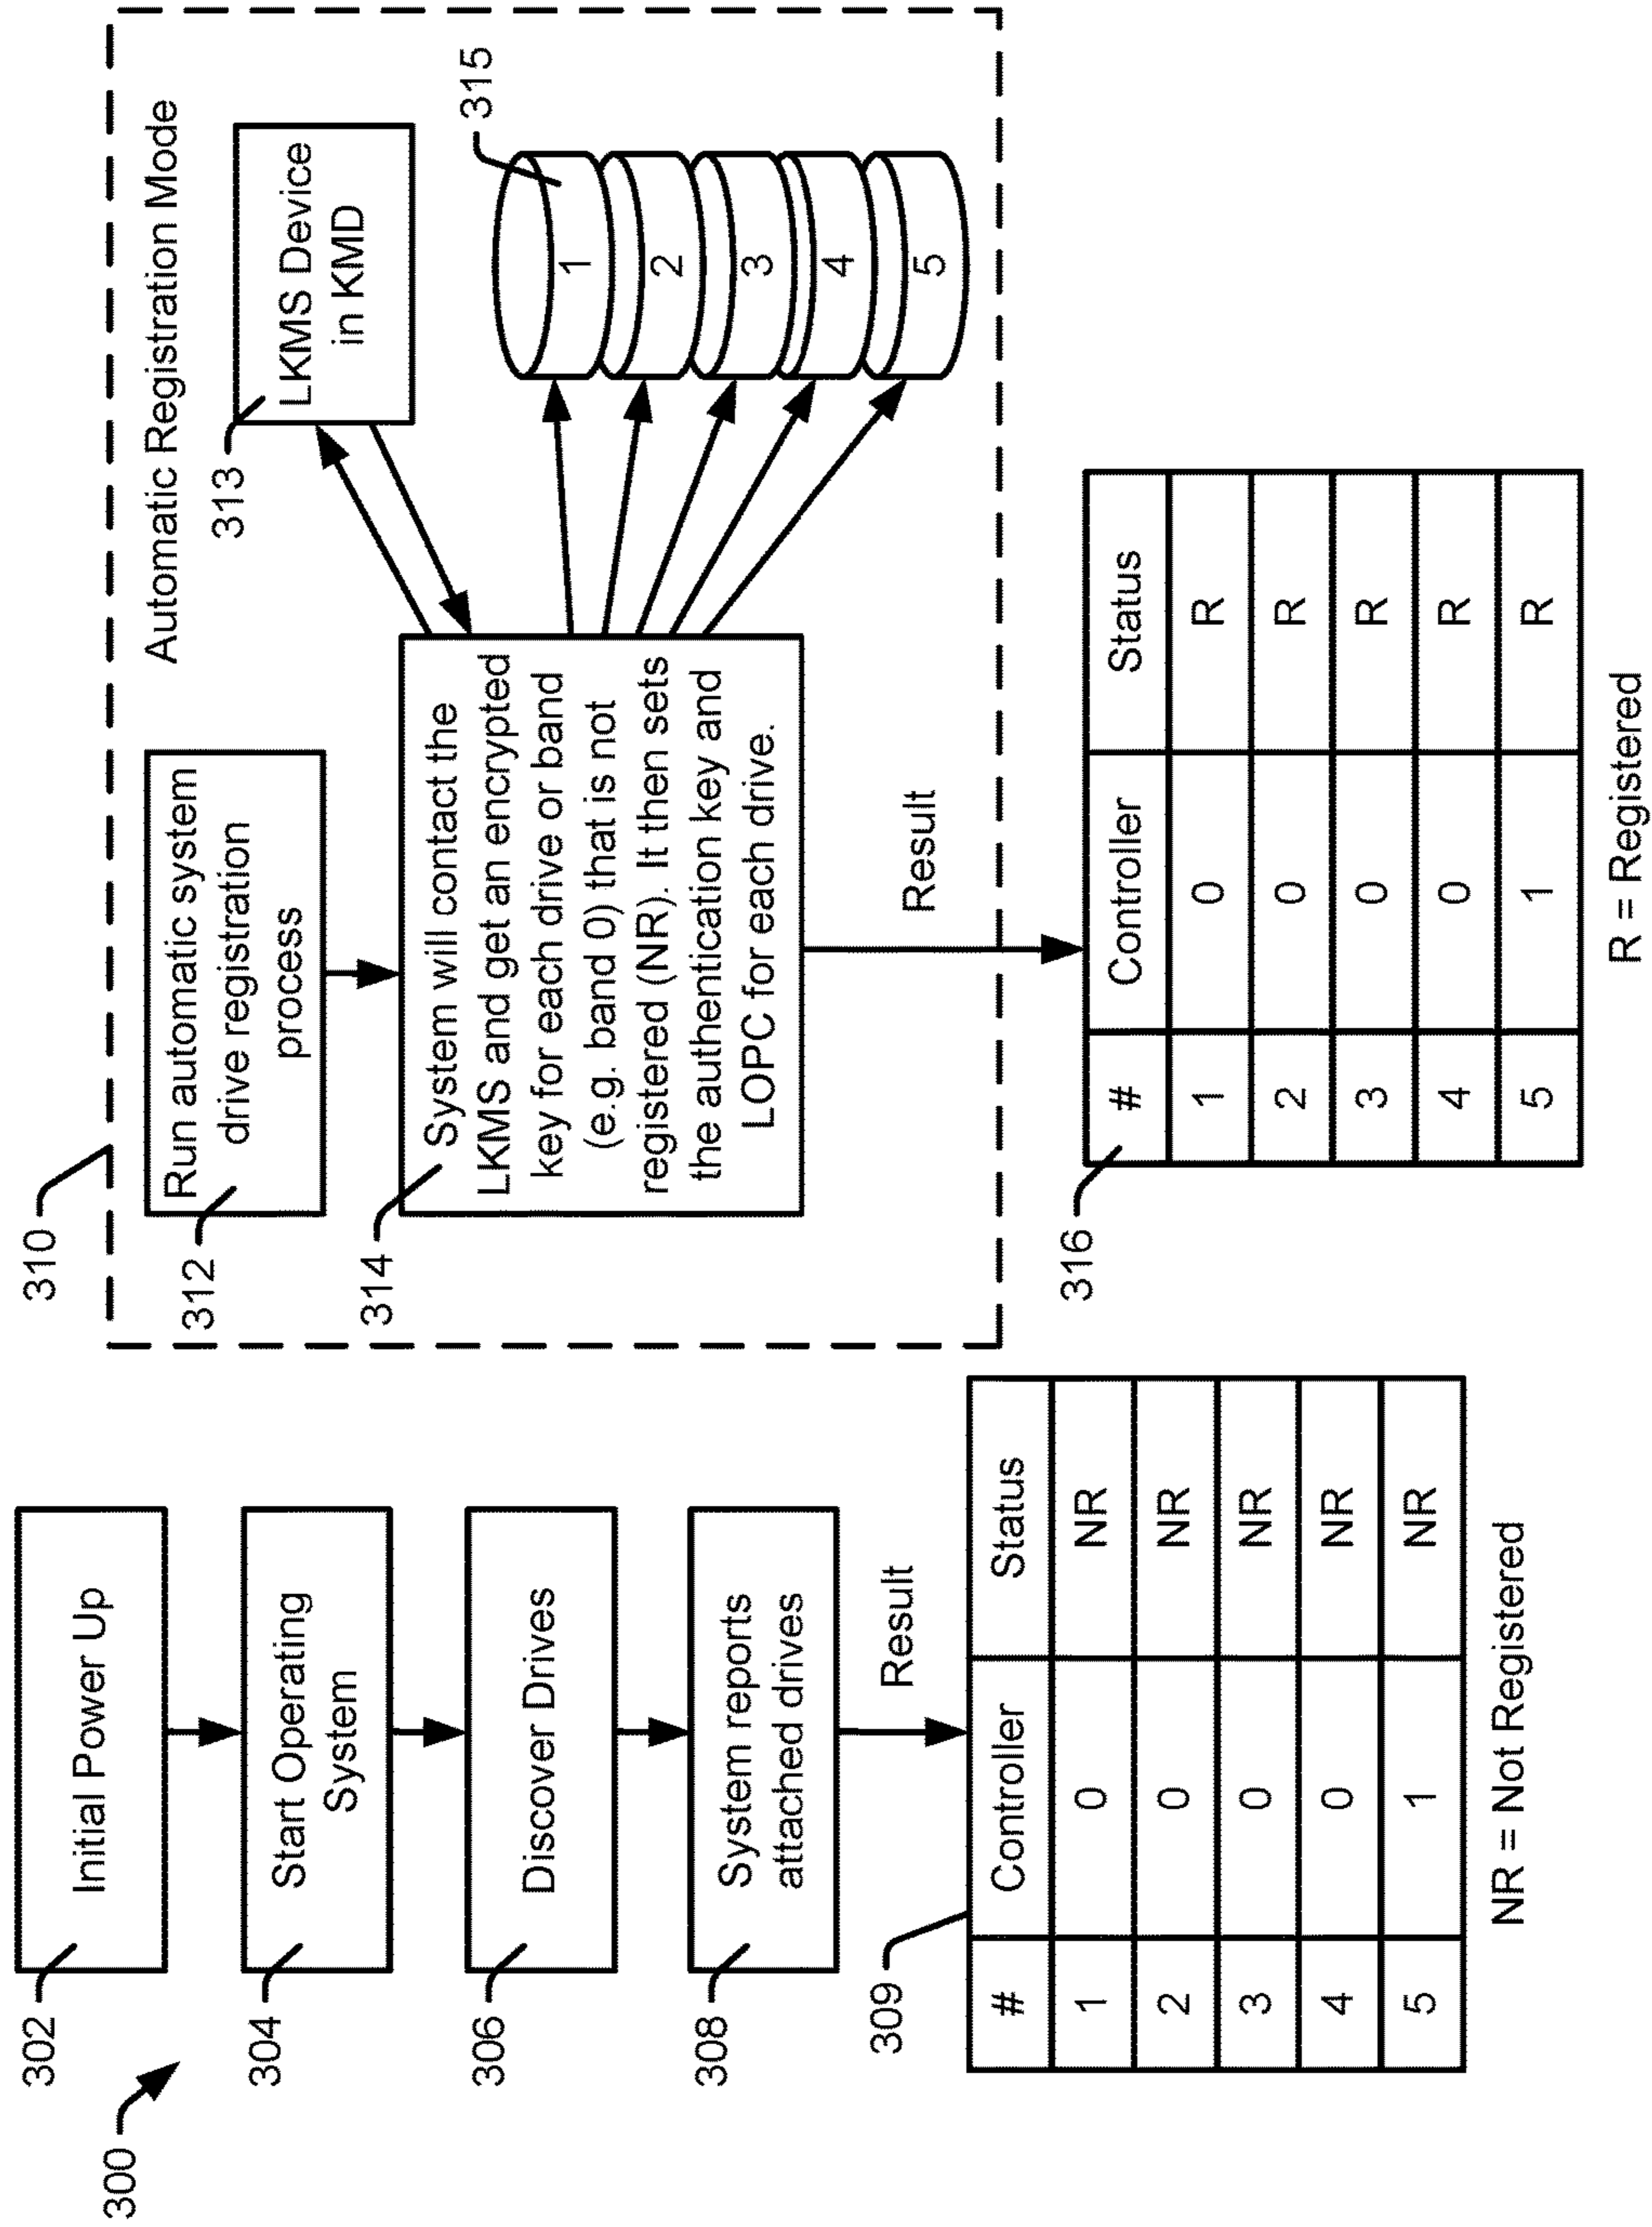 300
302
Initial Power Up
304
Start Operating
System
306
Discover Drives
308
System reports
attached drives
Result
309
# Controller Status
1 0 NR
2 0 NR
3 0 NR
4 0 NR
5 1 NR
NR = Not Registered
310
Automatic Registration Mode
312
Run automatic system
drive registration
process
313
LKMS Device
in KMD
314
System will contact the
LKMS and get an encrypted
key for each drive or band
(e.g. band 0) that is not
registered (NR). It then sets
the authentication key and
LOPC for each drive.
315
1
2
3
4
5
Result
316
# Controller Status
1 0 R
2 0 R
3 0 R
4 0 R
5 1 R
R = Registered